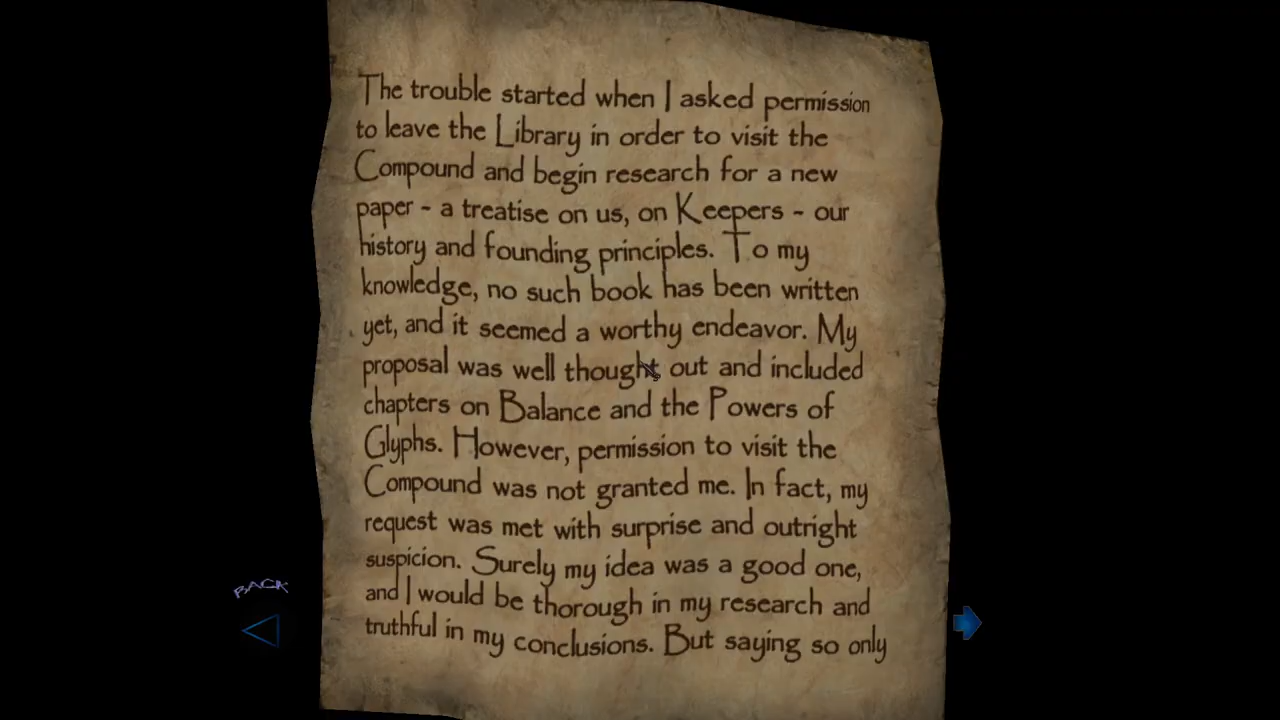 The trouble started when I asked permission
to leave the Library in order to visit the
Compound and begin research for a new
paper - a treatise on us, on Keepers - our
history and founding principles. To my
knowledge, no such book has been written
yet, and it seemed a worthy endeavor. My
proposal was well thought out and included
chapters on Balance and the Powers of
Glyphs. However, permission to visit the
Compound was not granted me. In fact, my
request was met with surprise and outright
suspicion. Surely my idea was a good one,
and I would be thorough in my research and
truthful in my conclusions. But saying so only
BACK